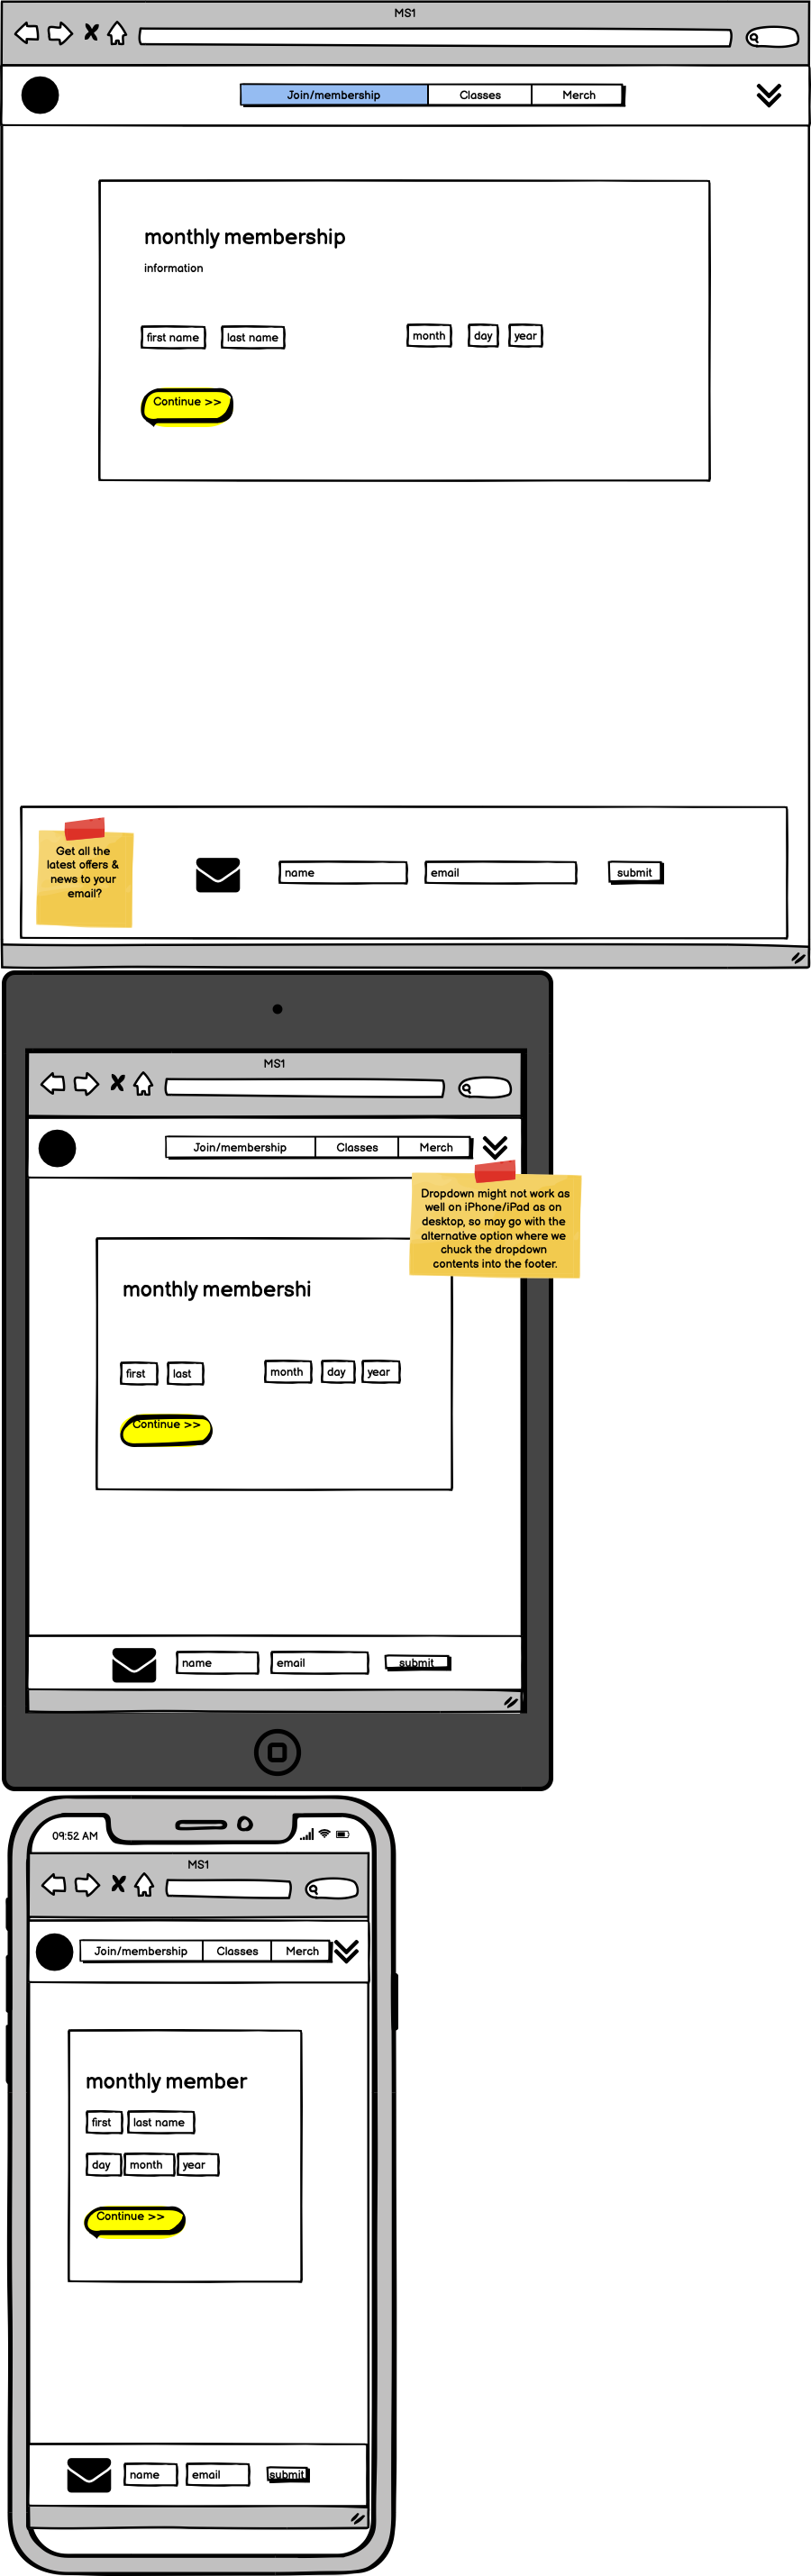 MS1
Join/membership Classes Merch
monthly membership
information
first name last name month day year
Continue >>
Get all the
latest offers &
news to your
email?
name email submit
MS1
Join/membership Classes Merch
Dropdown might not work as
well on iPhone/iPad as on
desktop, so may go with the
alternative option where we
chuck the dropdown
contents into the footer.
monthly membershi
first last month day year
Continue >>
name email submit
09:52 AM
MS1
Join/membership Classes Merch
monthly member
first last name
day month year
Continue >>
name email submit